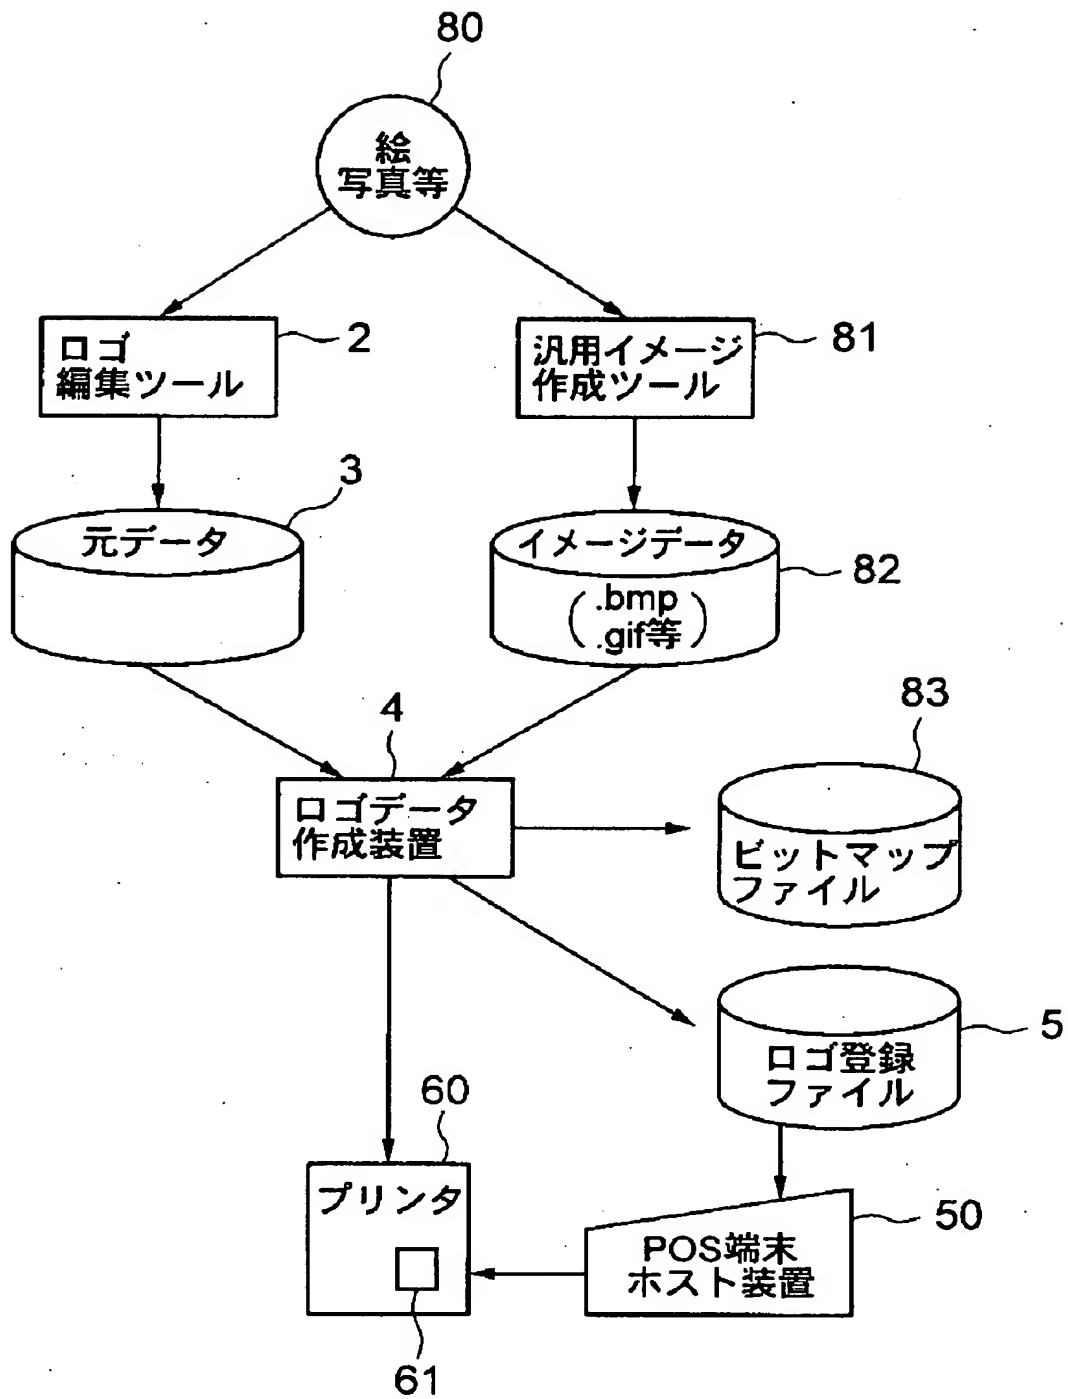 80
絵
写真等
ロゴ
編集ツール
2
汎用イメージ
作成ツール
81
3
元データ
イメージデータ
(.bmp
.gif等)
82
4
ロゴデータ
作成装置
83
ビットマップ
ファイル
ロゴ登録
ファイル
5
60
プリンタ
61
POS端末
ホスト装置
50